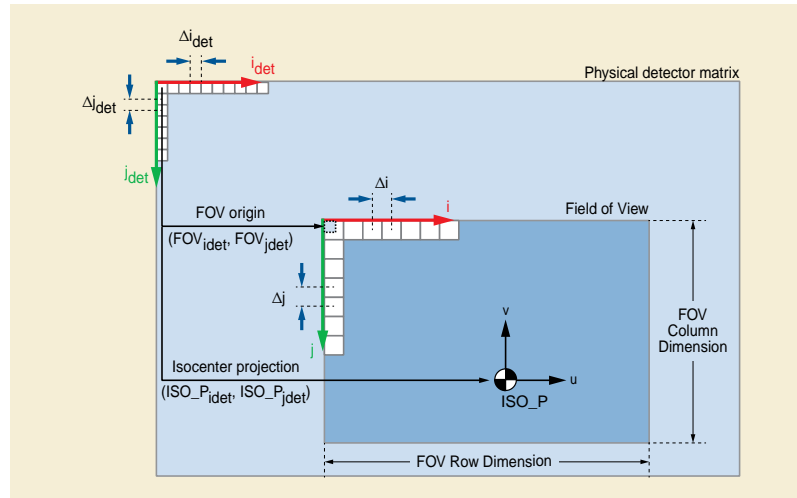 Δidet
idet
Physical detector matrix
Δjdet
jdet
Δi
FOV origin
i
Field of View
(FOVidet, FOVjdet)
Δj
v
FOV
Column
Dimension
j
Isocenter projection
u
(ISO_Pidet, ISO_Pjdet)
ISO_P
FOV Row Dimension